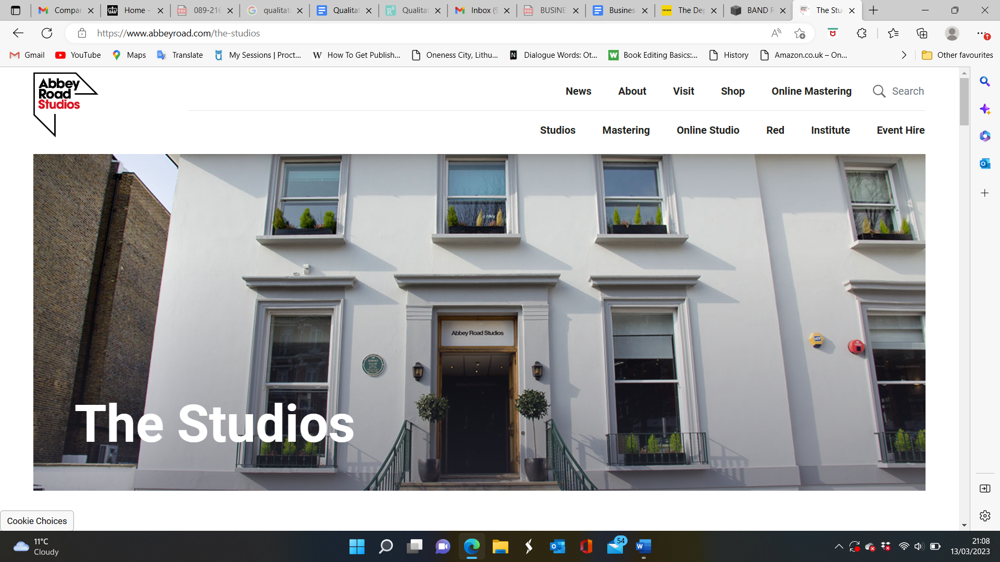 Compar
Home -
089-216
qualitati
Qualitat
Qualitat
Inbox (9
BUSINE
Business
The Dep
BAND R
The Stu
https://www.abbeyroad.com/the-studios
Gmail
YouTube
Maps
Translate
My Sessions | Proct...
How To Get Publish...
Oneness City, Lithu...
Dialogue Words: Ot...
Book Editing Basics:...
History
Amazon.co.uk – On...
Other favourites
Abbey
Road
Studios
News About Visit Shop Online Mastering Search
Studios Mastering Online Studio Red Institute Event Hire
Abbey Road Studios
The Studios
Cookie Choices
11°C
Cloudy
54
21:08
13/03/2023